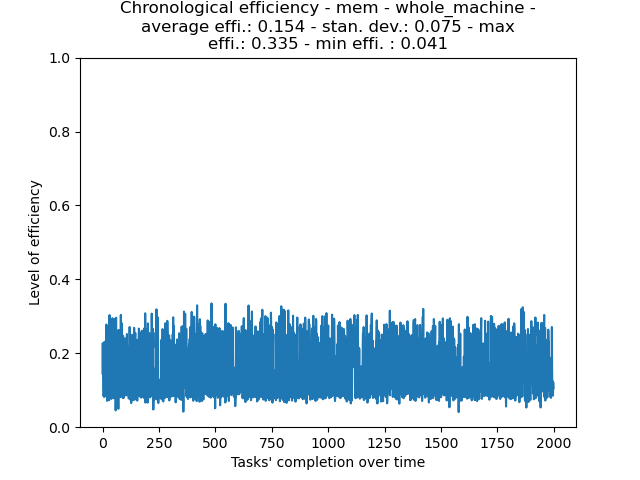 Chronological efficiency - mem - whole_machine -
average effi.: 0.154 - stan. dev.: 0.075 - max
effi.: 0.335 - min effi. : 0.041
1.0
0.8
0.6
0.4
0.2
0.0
Level of efficiency
0 250 500 750 1000 1250 1500 1750 2000
Tasks' completion over time